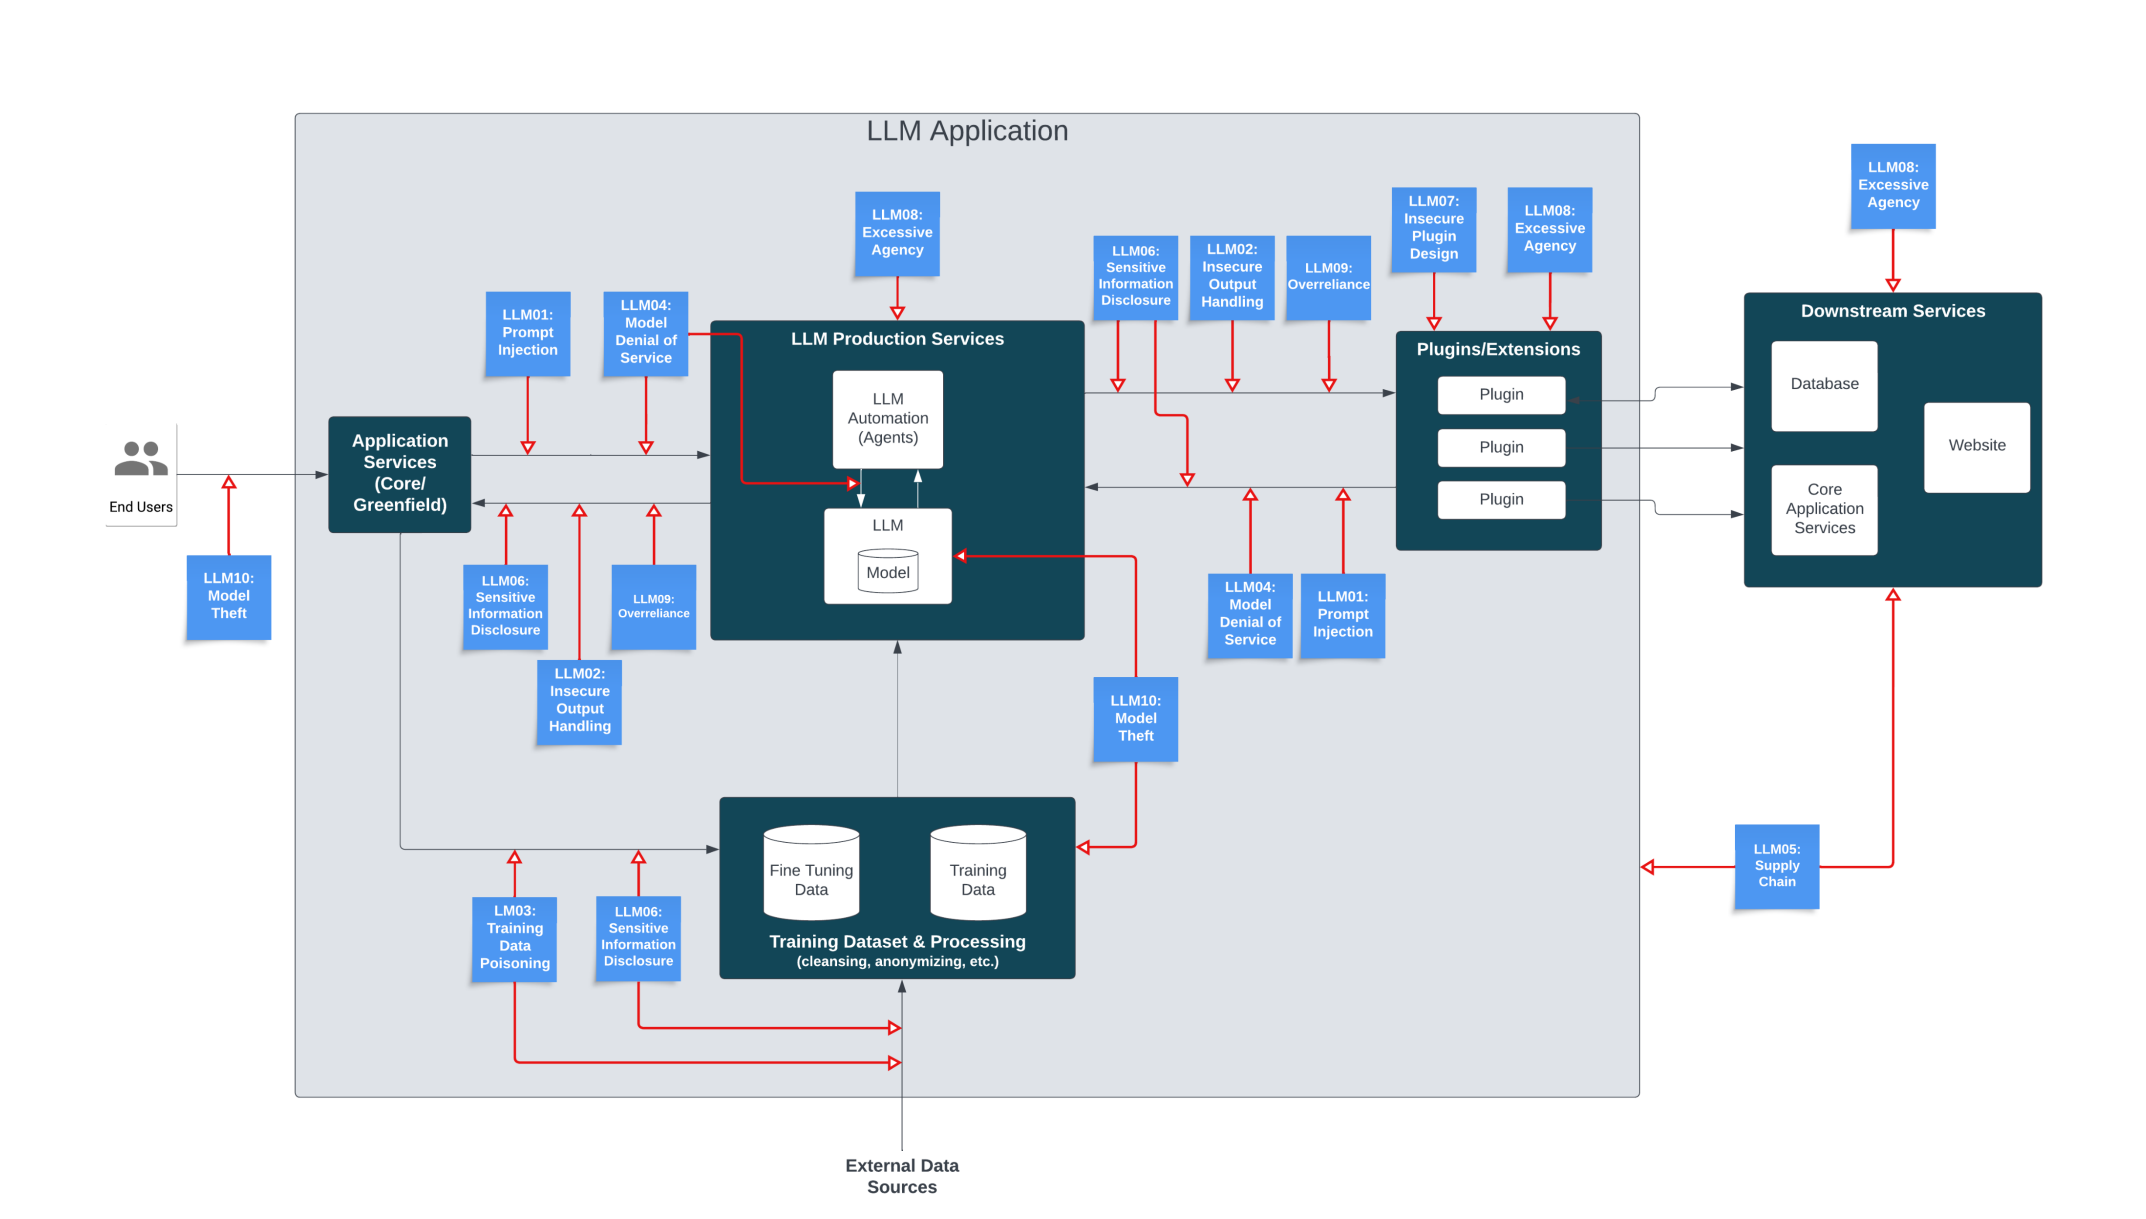 LLM Application
LLM08:
Excessive
Agency
LLM08:
Excessive
Agency
LLM07:
Insecure
Plugin
Design
LLM08:
Excessive
Agency
LLM06:
Sensitive
Information
Disclosure
LLM02:
Insecure
Output
Handling
LLM09:
Overreliance
LLM01:
Prompt
Injection
LLM04:
Model
Denial of
Service
LLM Production Services
LLM
Automation
(Agents)
LLM
Model
Plugins/Extensions
Plugin
Plugin
Plugin
Downstream Services
Database
Website
Core
Application
Services
Application
Services
(Core/
Greenfield)
End Users
LLM10:
Model
Theft
LLM06:
Sensitive
Information
Disclosure
LLM09:
Overreliance
LLM02:
Insecure
Output
Handling
LLM04:
Model
Denial of
Service
LLM01:
Prompt
Injection
LLM10:
Model
Theft
Fine Tuning
Data
Training
Data
Training Dataset & Processing
(cleansing, anonymizing, etc.)
LM03:
Training
Data
Poisoning
LLM06:
Sensitive
Information
Disclosure
LLM05:
Supply
Chain
External Data
Sources